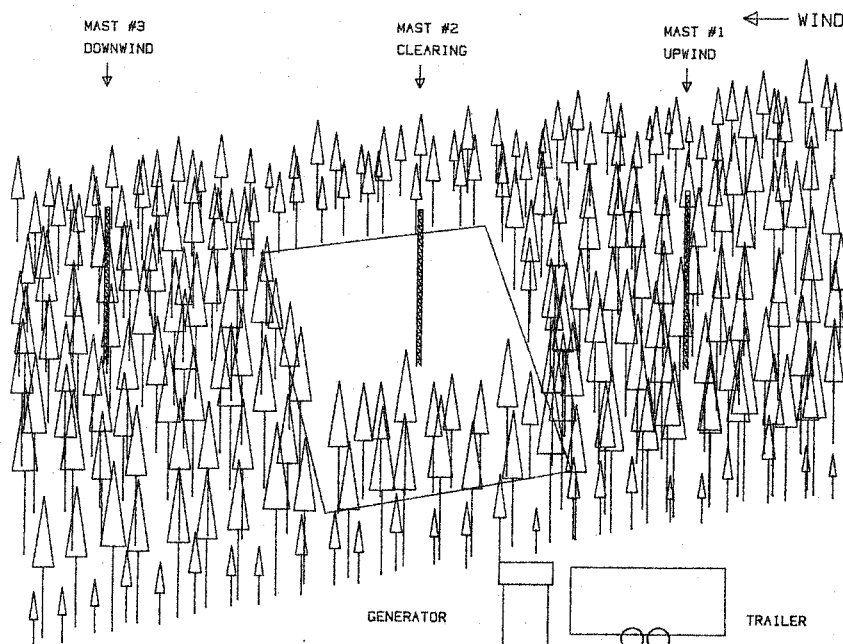 MAST #3
DOWNWIND
MAST #2
CLEARING
MAST #1
UPWIND
WIND
GENERATOR
TRAILER